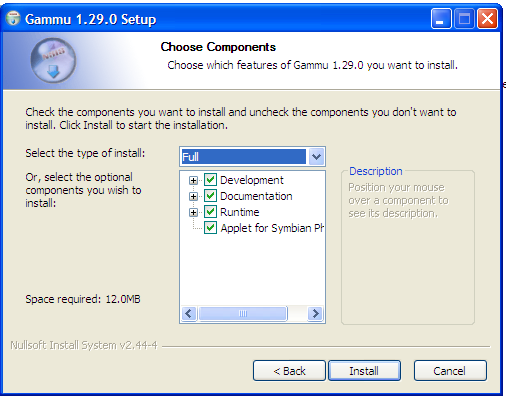 Gammu 1.29.0 Setup
Choose Components
Choose which features of Gammu 1.29.0 you want to install.
Check the components you want to install and uncheck the components you don't want to
install. Click Install to start the installation.
Select the type of install:
Full
Or, select the optional
components you wish to
install:
Development
Documentation
Runtime
Applet for Symbian Ph
Description
Position your mouse
over a component to
see its description.
Space required: 12.0MB
Nullsoft Install System v2.44-4
< Back
Install
Cancel